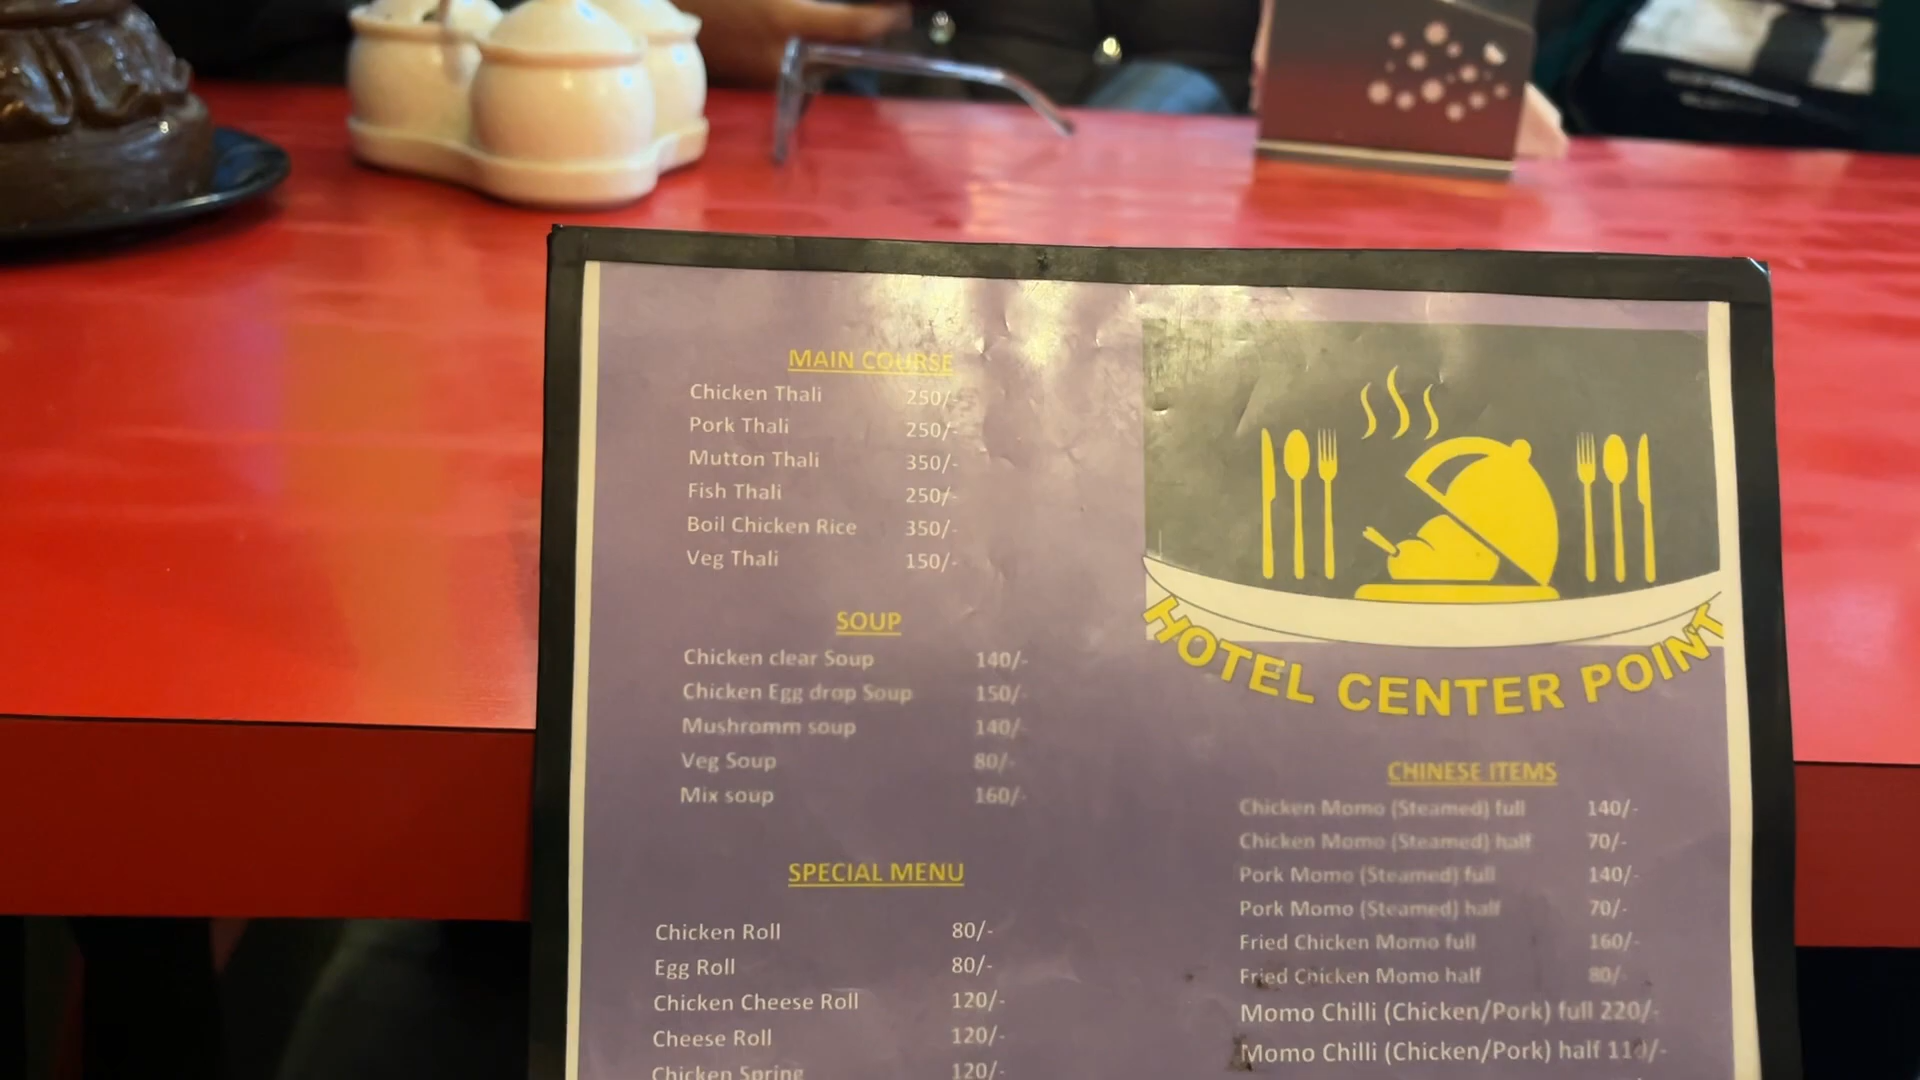 MAIN COURSE
Chicken Thali 250/-
Pork Thali 250/-
Mutton Thali 350/-
Fish Thali 250/-
Boil Chicken Rice 350/-
Veg Thali 150/-
SOUP
Chicken clear Soup 140/-
Chicken Egg drop Soup 150/-
Mushromm soup 140/-
Veg Soup 80/-
Mix soup 160/-
SPECIAL MENU
Chicken Roll 80/-
Egg Roll 80/-
Chicken Cheese Roll 120/-
Cheese Roll 120/-
Chicken Spring 120/-
HOTEL CENTER POINT
CHINESE ITEMS
Chicken Momo (Steamed) full 140/-
Chicken Momo (Steamed) half 70/-
Pork Momo (Steamed) full 140/-
Pork Momo (Steamed) half 70/-
Fried Chicken Momo full 160/-
Fried Chicken Momo half 80/-
Momo Chilli (Chicken/Pork) full 220/-
Momo Chilli (Chicken/Pork) half 110/-